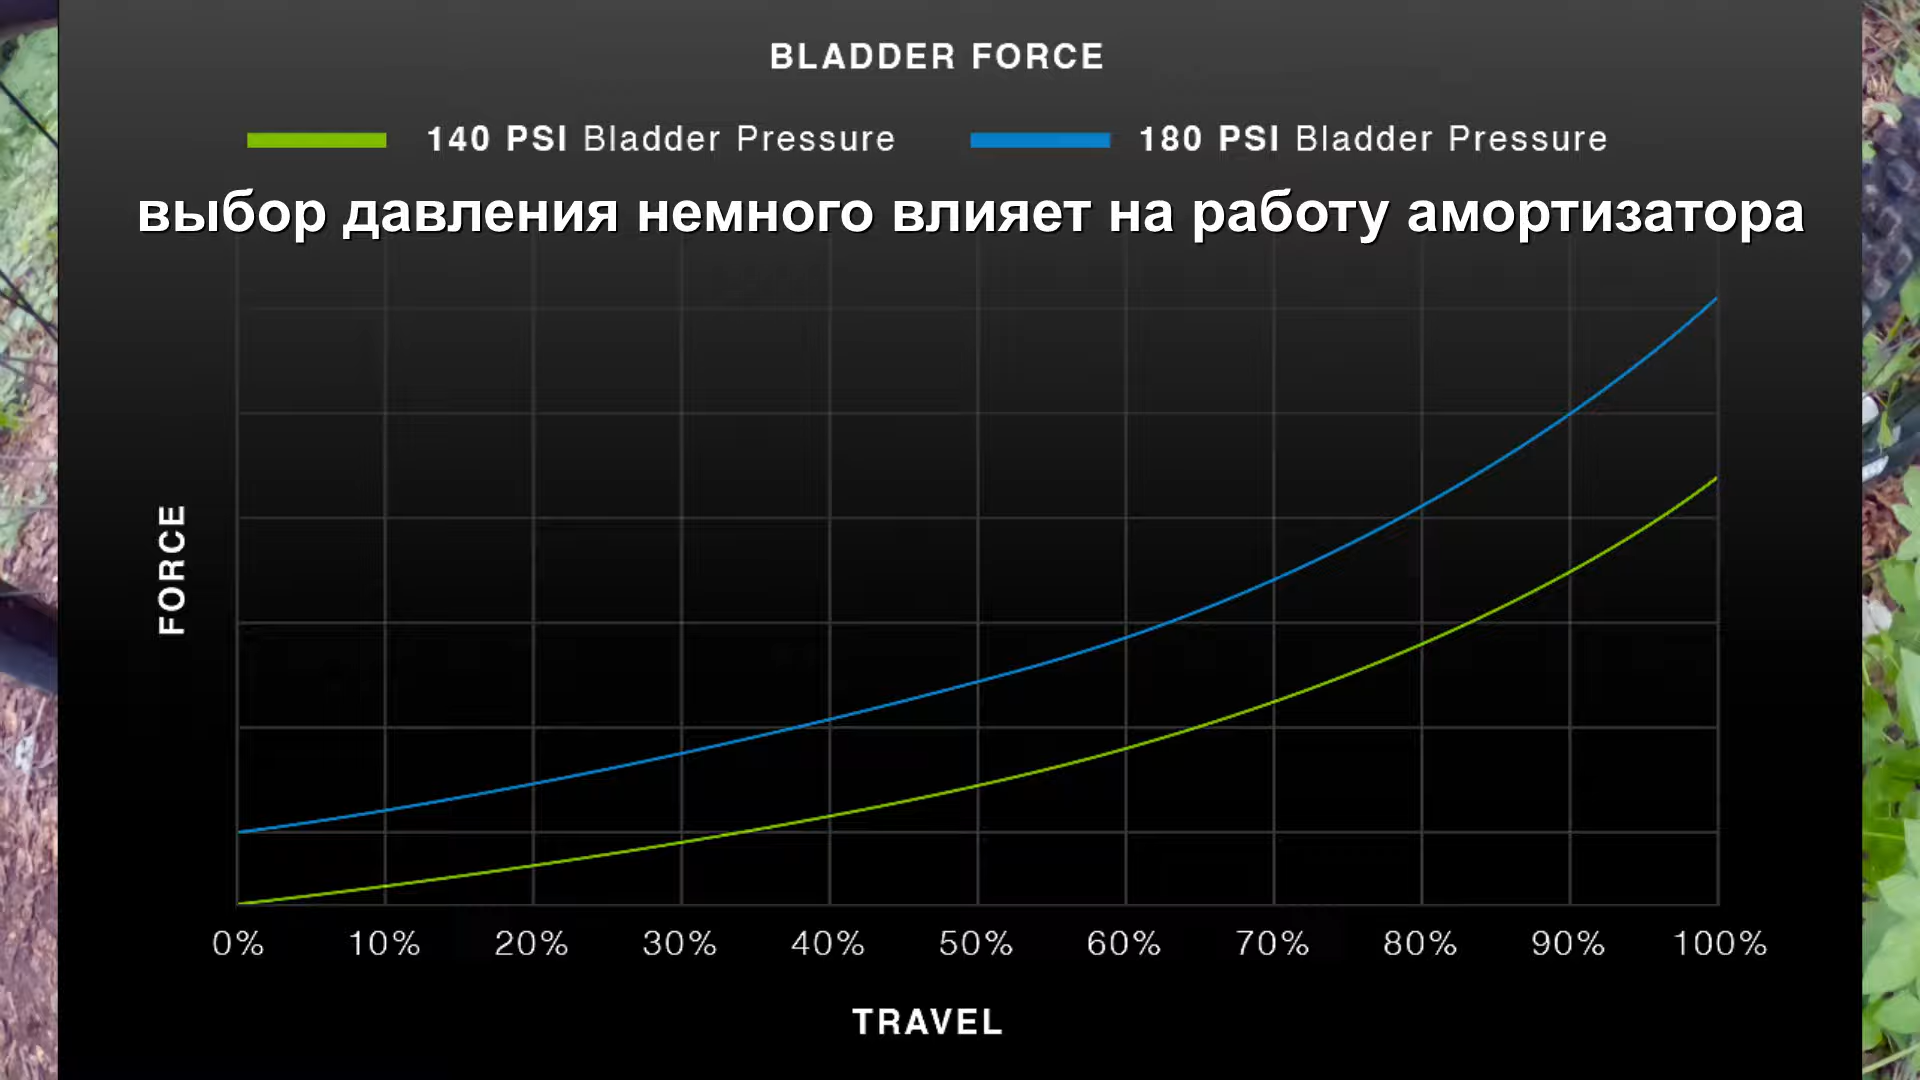 BLADDER FORCE
140 PSI Bladder Pressure
180 PSI Bladder Pressure
выбор давления немного влияет на работу амортизатора
FORCE
0% 10% 20% 30% 40% 50% 60% 70% 80% 90% 100%
TRAVEL